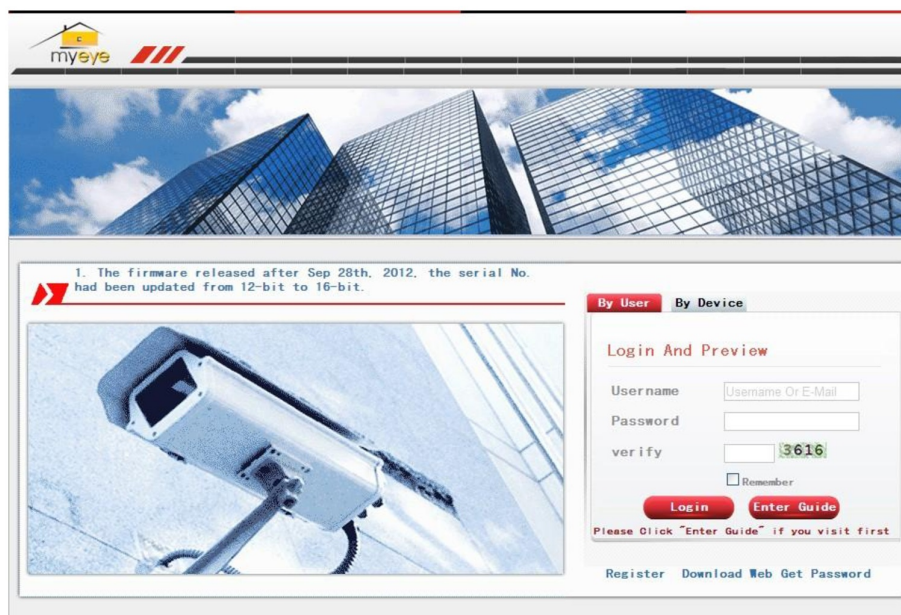 myeye
1. The firmware released after Sep 28th, 2012, the serial No.
had been updated from 12-bit to 16-bit.
By User By Device
Login And Preview
Username Username Or E-Mail
Password
verify 3616
Remember
Login Enter Guide
Please Click "Enter Guide" if you visit first
Register Download Web Get Password